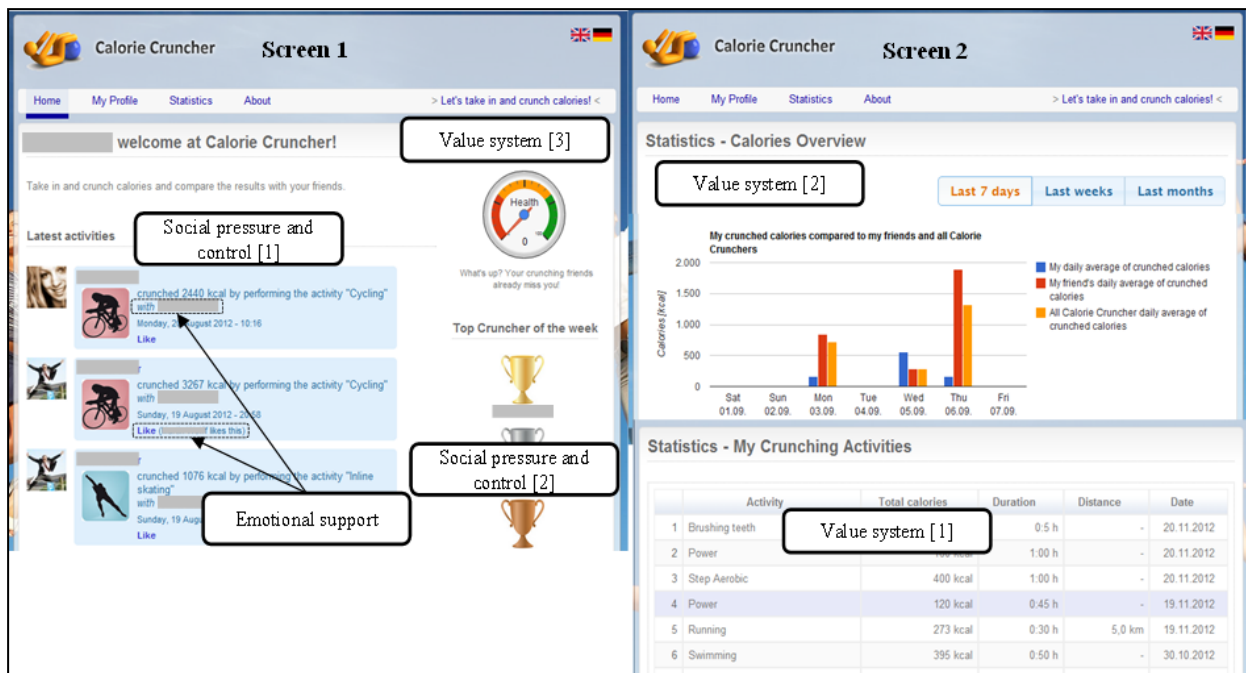 Calorie Cruncher
Screen 1
Home My Profile Statistics About
> Let's take in and crunch calories! <
welcome at Calorie Cruncher!
Value system [3]
Take in and crunch calories and compare the results with your friends.
Health
0
100
What's up? Your crunching friends
already miss you!
Latest activities
Social pressure and
control [1]
crunched 2440 kcal by performing the activity "Cycling"
with
Monday, 20 August 2012 - 10:16
Like
crunched 3267 kcal by performing the activity "Cycling"
with
Sunday, 19 August 2012 - 20:58
Like ( likes this)
crunched 1076 kcal by performing the activity "Inline
skating"
with
Sunday, 19 Aug
Like
Emotional support
Top Cruncher of the week
Social pressure and
control [2]
Calorie Cruncher
Screen 2
Home My Profile Statistics About
> Let's take in and crunch calories! <
Statistics - Calories Overview
Value system [2]
Last 7 days Last weeks Last months
My crunched calories compared to my friends and all Calorie
Crunchers
Calories [kcal]
2.000
1.500
1.000
500
0
Sat Sun Mon Tue Wed Thu Fri
01.09. 02.09. 03.09. 04.09. 05.09. 06.09. 07.09.
My daily average of crunched calories
My friend's daily average of crunched
calories
All Calorie Cruncher daily average of
crunched calories
Statistics - My Crunching Activities
Activity Total calories Duration Distance Date
Value system [1]
1 Brushing teeth 0:5 h - 20.11.2012
2 Power kcal 1:00 h - 20.11.2012
3 Step Aerobic 400 kcal 1:00 h - 20.11.2012
4 Power 120 kcal 0:45 h - 19.11.2012
5 Running 273 kcal 0:30 h 5,0 km 19.11.2012
6 Swimming 395 kcal 0:50 h - 30.10.2012